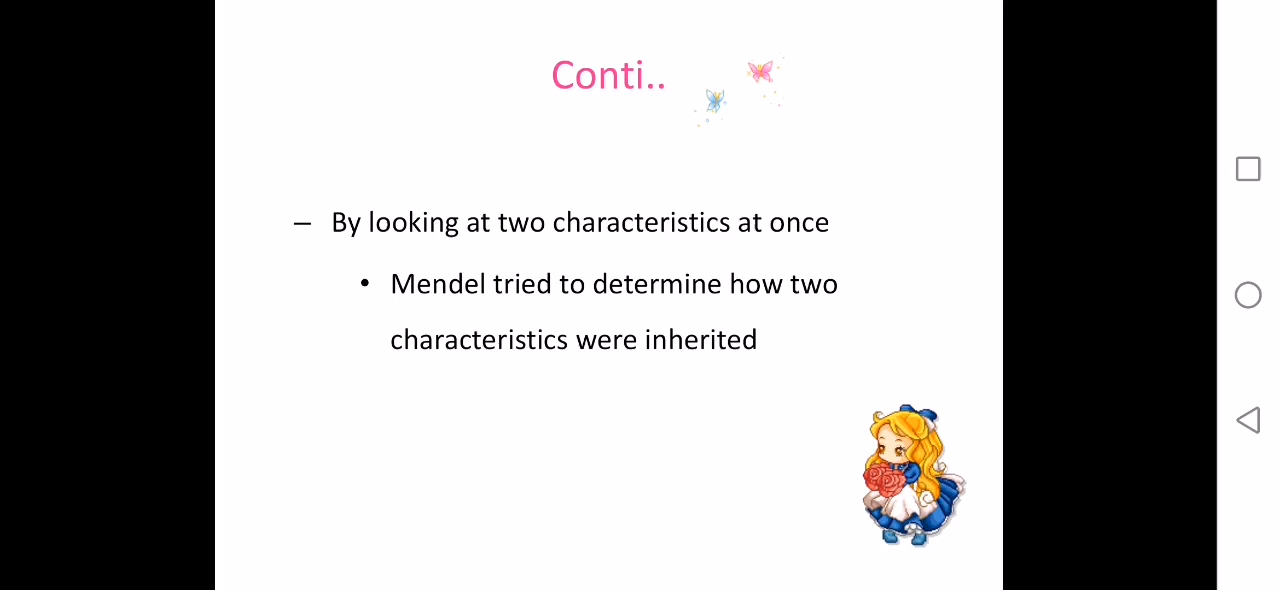 Conti..
– By looking at two characteristics at once
• Mendel tried to determine how two
characteristics were inherited